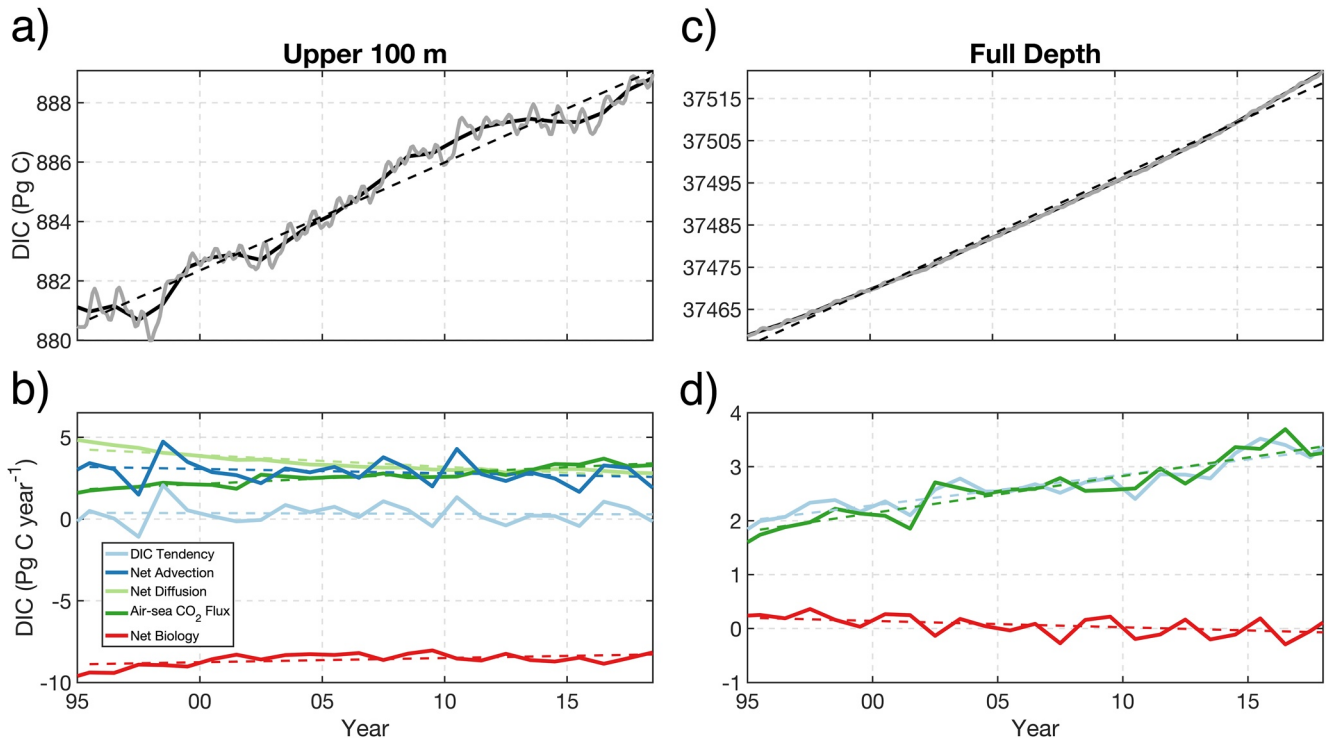 a)
Upper 100 m
DIC (Pg C)
888
886
884
882
880
c)
Full Depth
37515
37505
37495
37485
37475
37465
b)
DIC (Pg C year-1)
5
0
-5
-10
DIC Tendency
Net Advection
Net Diffusion
Air-sea CO2 Flux
Net Biology
95
00
05
10
15
Year
d)
4
3
2
1
0
-1
95
00
05
10
15
Year